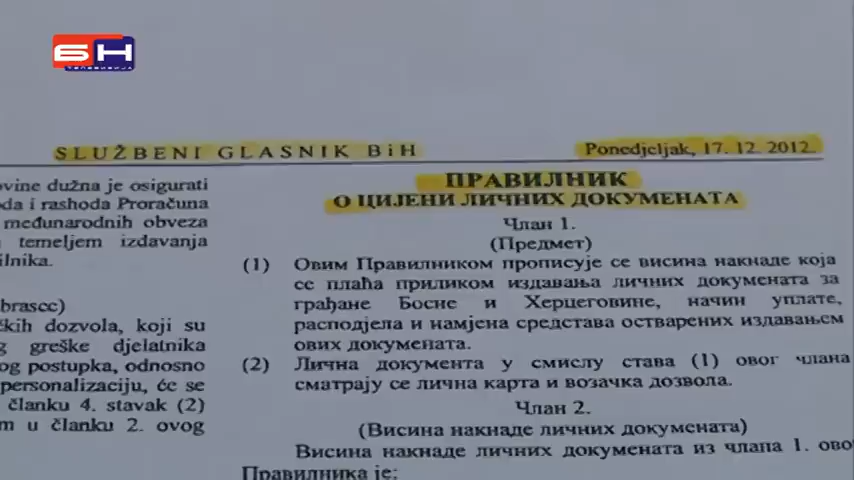 БН
SLUŽBENI GLASNIK BiH
Ponedjeljak, 17. 12. 2012.
ovine dužna je osigurati
da i rashoda Proračuna
međunarodnih obveza
temeljem izdavanja
ilnika.
brasce)
čkih dozvola, koji su
g greške djelatnika
og postupka, odnosno
personalizaciju, će se
članku 4. stavak (2)
m u članku 2. ovog
ПРАВИЛНИК
О ЦИЈЕНИ ЛИЧНИХ ДОКУМЕНАТА
Члан 1.
(Предмет)
(1) Овим Правилником прописује се висина накнаде која
се плаћа приликом издавања личних докумената за
грађане Босне и Херцеговине, начин уплате,
расподјела и намјена средстава остварених издавањем
ових докумената.
(2) Лична документа у смислу става (1) овог члана
сматрају се лична карта и возачка дозвола.
Члан 2.
(Висина накнаде личних докумената)
Висина накнаде личних докумената из члана 1. ово
Правилника је: